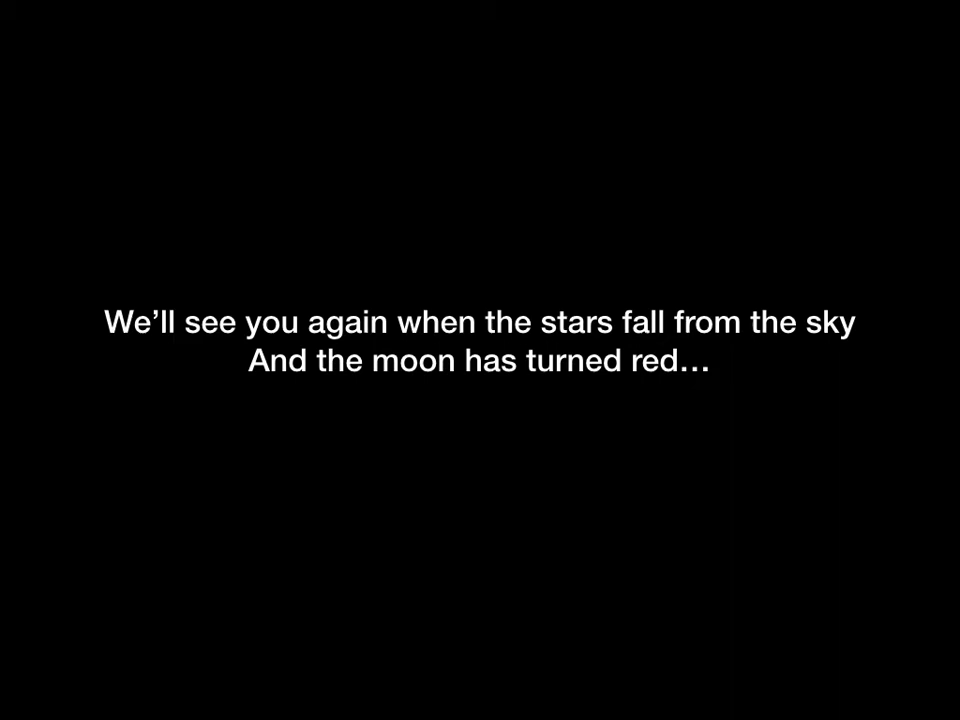 We’ll see you again when the stars fall from the sky
And the moon has turned red…